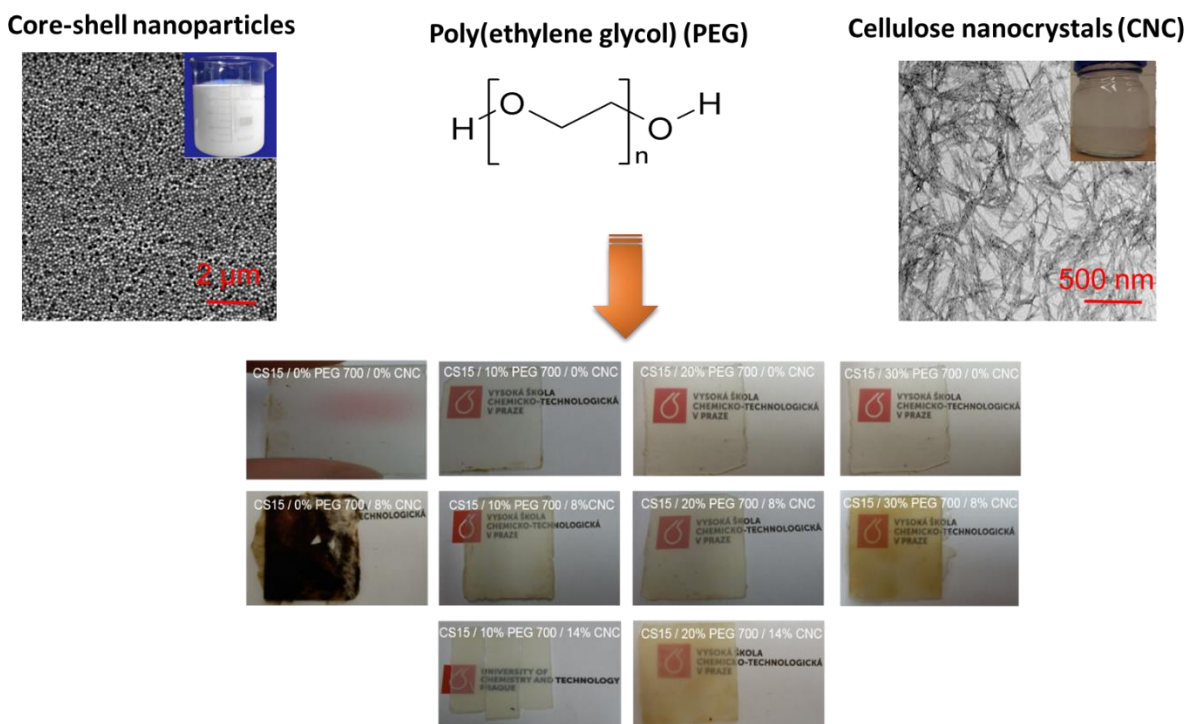 Core-shell nanoparticles
Poly(ethylene glycol) (PEG)
Cellulose nanocrystals (CNC)
H
O
n
O
H
2 µm
500 nm
CS15 / 0% PEG 700 / 0% CNC
CS15 / 10% PEG 700 / 0% CNC
VYSOKÁ ŠKOLA
CHEMICKO-TECHNOLOGICKÁ
V PRAZE
CS15 / 20% PEG 700 / 0% CNC
VYSOKÁ ŠKOLA
CHEMICKO-TECHNOLOGICKÁ
V PRAZE
CS15 / 30% PEG 700 / 0% CNC
VYSOKÁ ŠKOLA
CHEMICKO-TECHNOLOGICKÁ
V PRAZE
CS15 / 0% PEG 700 / 8% CNC
TECHNOLOGICKÁ
CS15 / 10% PEG 700 / 8%CNC
VYSOKÁ ŠKOLA
CHEMICKO-TECHNOLOGICKÁ
V PRAZE
CS15 / 20% PEG 700 / 8% CNC
VYSOKÁ ŠKOLA
CHEMICKO-TECHNOLOGICKÁ
V PRAZE
CS15 / 30% PEG 700 / 8% CNC
VYSOKÁ ŠKOLA
CHEMICKO-TECHNOLOGICKÁ
V PRAZE
CS15 / 10% PEG 700 / 14% CNC
UNIVERSITY OF
CHEMISTRY AND TECHNOLOGY
PRAGUE
CS15 / 20% PEG 700 / 14% CNC
VYSOKÁ ŠKOLA
CHEMICKO-TECHNOLOGICKÁ
V PRAZE